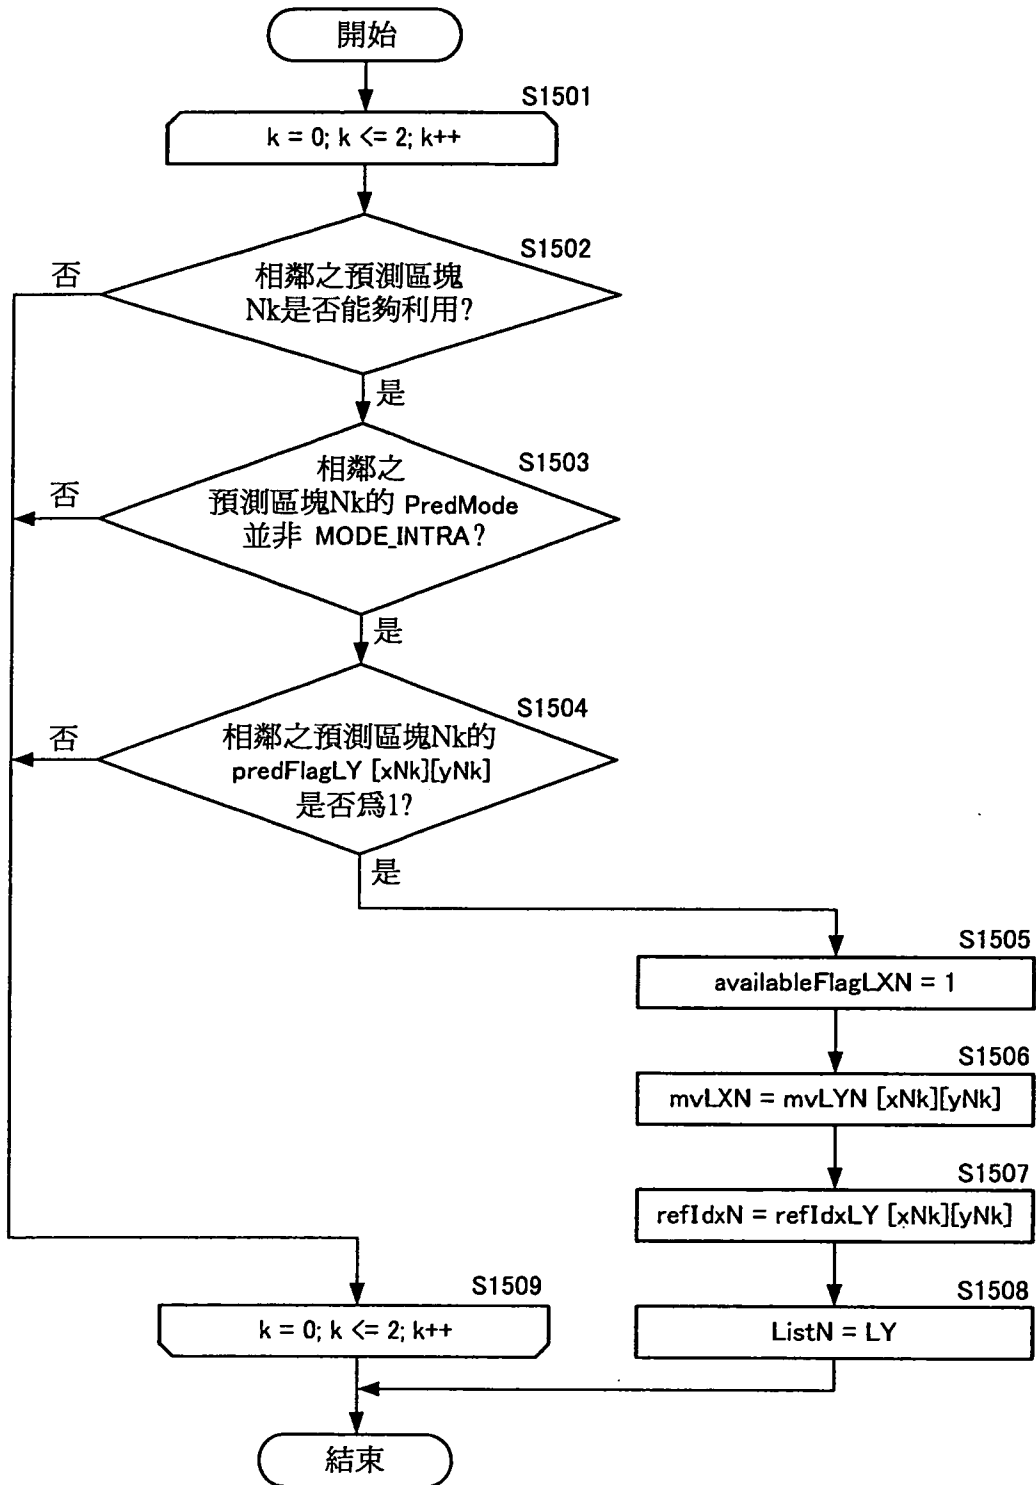 開始
S1501
k = 0; k <= 2; k++
S1502
否
相鄰之預測區塊
Nk是否能夠利用?
是
S1503
否
相鄰之
預測區塊Nk的 PredMode
並非 MODE_INTRA?
是
S1504
否
相鄰之預測區塊Nk的
predFlagLY [xNk][yNk]
是否爲1?
是
S1505
availableFlagLXN = 1
S1506
mvLXN = mvLYN [xNk][yNk]
S1507
refIdxN = refIdxLY [xNk][yNk]
S1508
ListN = LY
S1509
k = 0; k <= 2; k++
結束